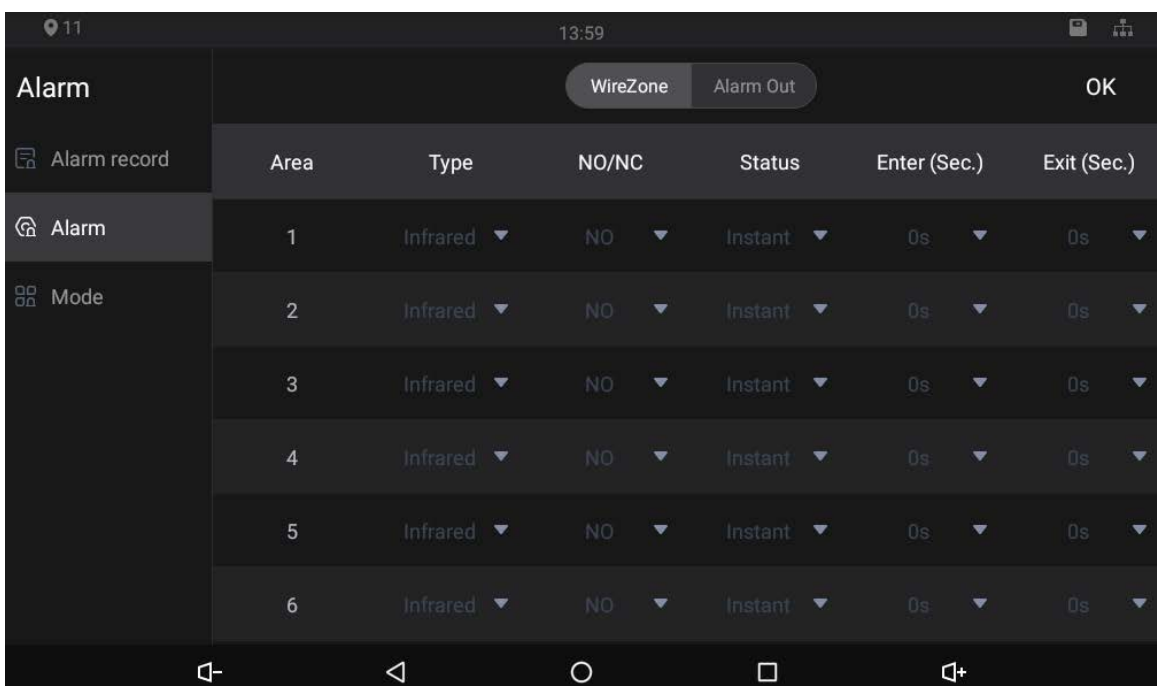 11 13:59
Alarm WireZone Alarm Out OK
Alarm record
Alarm
Mode
Area Type NO/NC Status Enter (Sec.) Exit (Sec.)
1 Infrared NO Instant 0s 0s
2 Infrared NO Instant 0s 0s
3 Infrared NO Instant 0s 0s
4 Infrared NO Instant 0s 0s
5 Infrared NO Instant 0s 0s
6 Infrared NO Instant 0s 0s